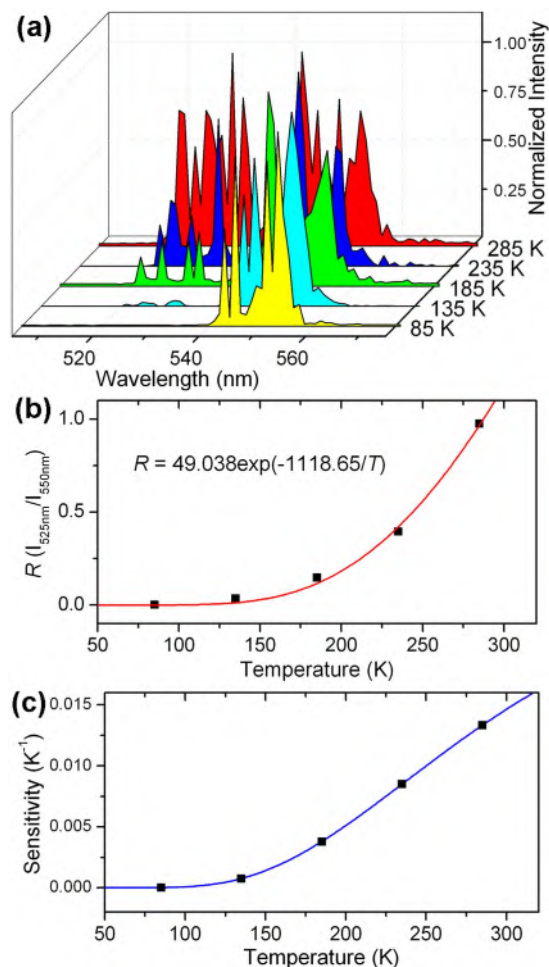 (a)
1.00
0.75
0.50
0.25
Normalized Intensity
285 K
235 K
185 K
135 K
85 K
520 540 560
Wavelength (nm)
(b)
1.0
0.5
0.0
R (I525nm/I550nm)
R = 49.038exp(-1118.65/T)
50 100 150 200 250 300
Temperature (K)
(c)
0.015
0.010
0.005
0.000
Sensitivity (K-1)
50 100 150 200 250 300
Temperature (K)